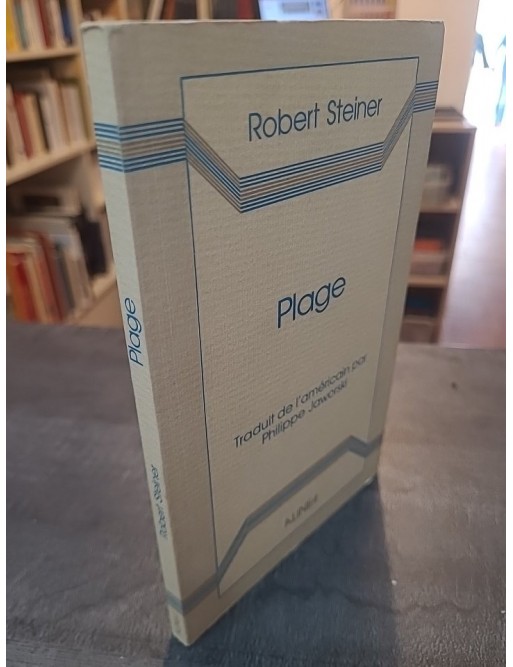 Robert Steiner
Plage
Traduit de l'américain par
Philippe Jaworski
Plage
Robert Steiner